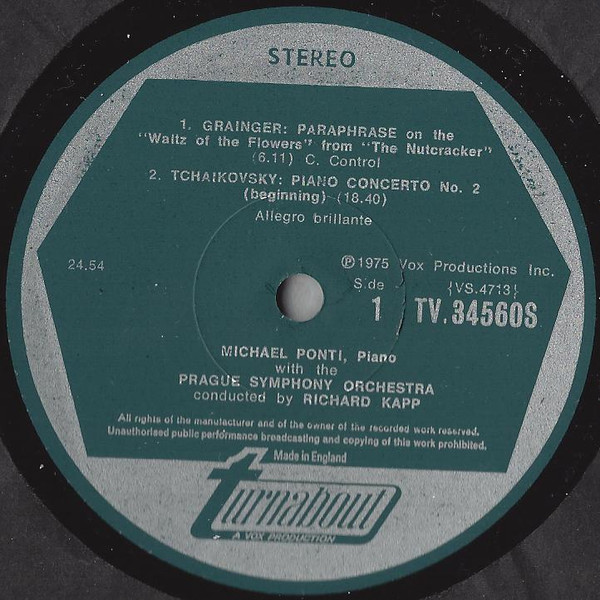 STEREO
1. GRAINGER: PARAPHRASE on the
"Waltz of the Flowers" from "The Nutcracker"
(6.11) C. Control
2. TCHAIKOVSKY: PIANO CONCERTO No. 2
(beginning) (18.40)
Allegro brillante
24.54
Ⓟ1975 Vox Productions Inc.
Side {VS.4713}
1 TV.34560S
MICHAEL PONTI, Piano
with the
PRAGUE SYMPHONY ORCHESTRA
conducted by RICHARD KAPP
All rights of the manufacturer and of the owner of the recorded work reserved.
Unauthorised public performance broadcasting and copying of this work prohibited.
Made in England
turnabout
A VOX PRODUCTION